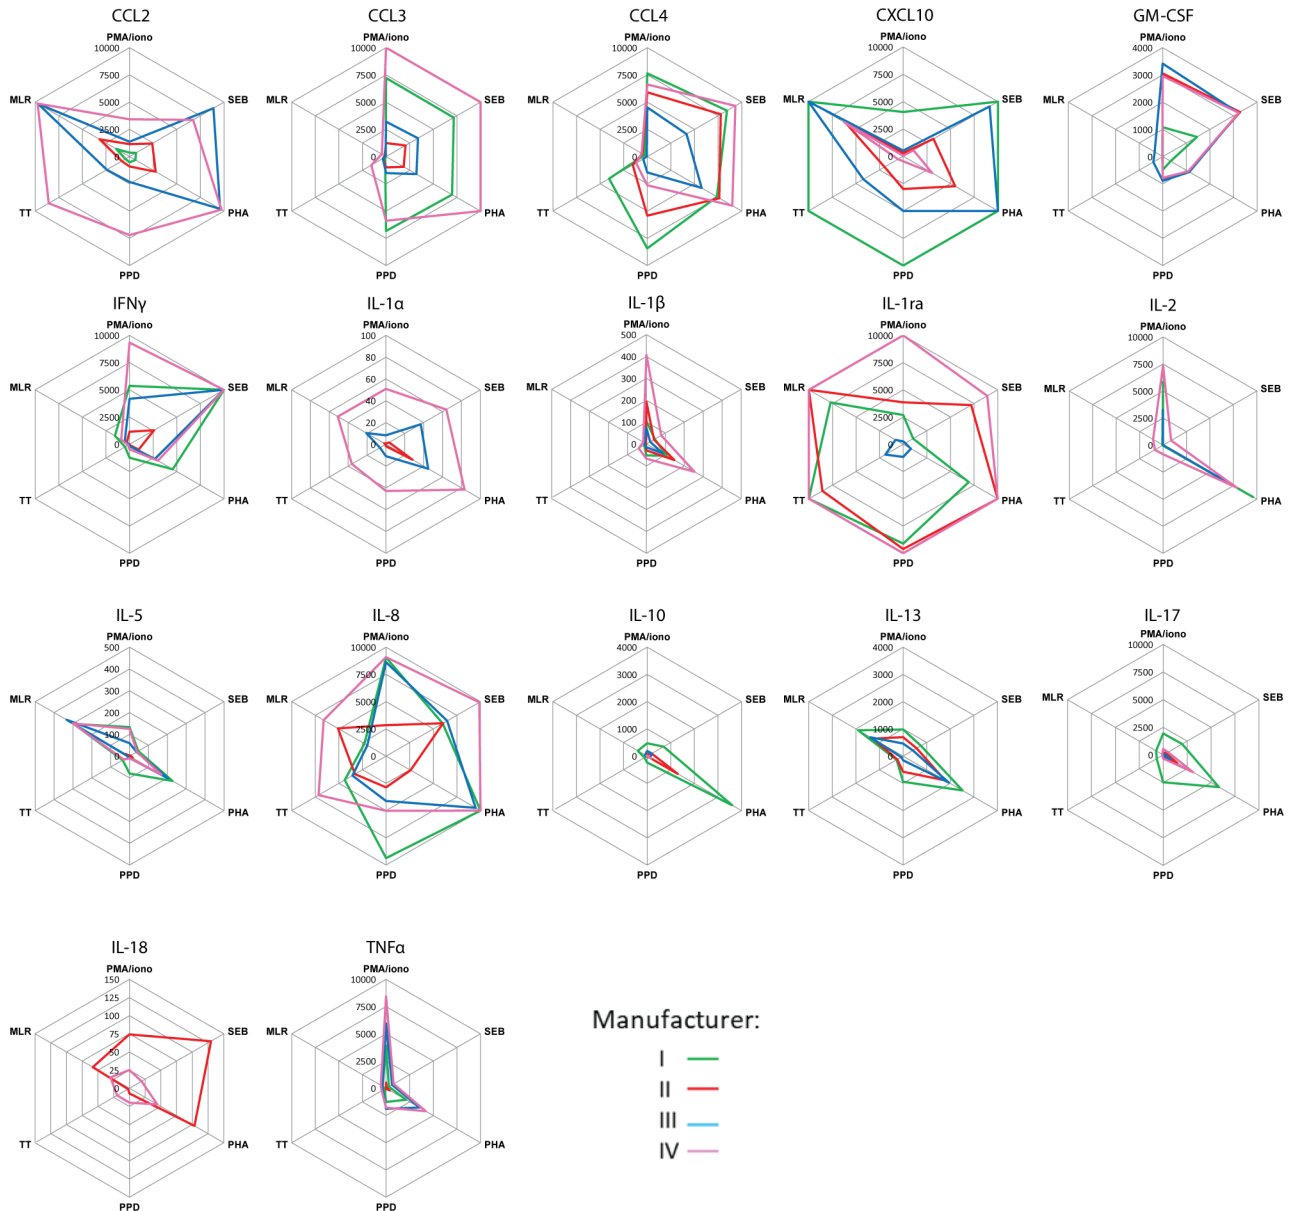 CCL2 CCL3 CCL4 CXCL10 GM-CSF
PMA/iono PMA/iono PMA/iono PMA/iono PMA/iono
10000 10000 10000 10000 4000
7500 7500 7500 7500 3000
MLR SEB MLR SEB MLR SEB MLR SEB MLR SEB
5000 5000 5000 5000 2000
2500 2500 2500 2500 1000
0 0 0 0 0
TT PHA TT PHA TT PHA TT PHA TT PHA
PPD PPD PPD PPD PPD
IFNγ IL-1α IL-1β IL-1ra IL-2
PMA/iono PMA/iono PMA/iono PMA/iono PMA/iono
10000 100 500 10000 10000
7500 80 400 7500 7500
MLR SEB MLR SEB MLR SEB MLR SEB MLR SEB
5000 60 300 5000 5000
2500 40 200 2500 2500
20 100
0 0 0 0 0
TT PHA TT PHA TT PHA TT PHA TT PHA
PPD PPD PPD PPD PPD
IL-5 IL-8 IL-10 IL-13 IL-17
PMA/iono PMA/iono PMA/iono PMA/iono PMA/iono
500 10000 4000 4000 10000
400 7500 3000 3000 7500
MLR SEB MLR SEB MLR SEB MLR SEB MLR SEB
300 5000 2000 2000 5000
200 2500 1000 1000 2500
100
0 0 0 0 0
TT PHA TT PHA TT PHA TT PHA TT PHA
PPD PPD PPD PPD PPD
IL-18 TNFα
PMA/iono PMA/iono
150 10000
125 7500
MLR SEB MLR SEB
100 5000
75 2500
50
25
0 0
TT PHA TT PHA
PPD PPD
Manufacturer:
I
II
III
IV